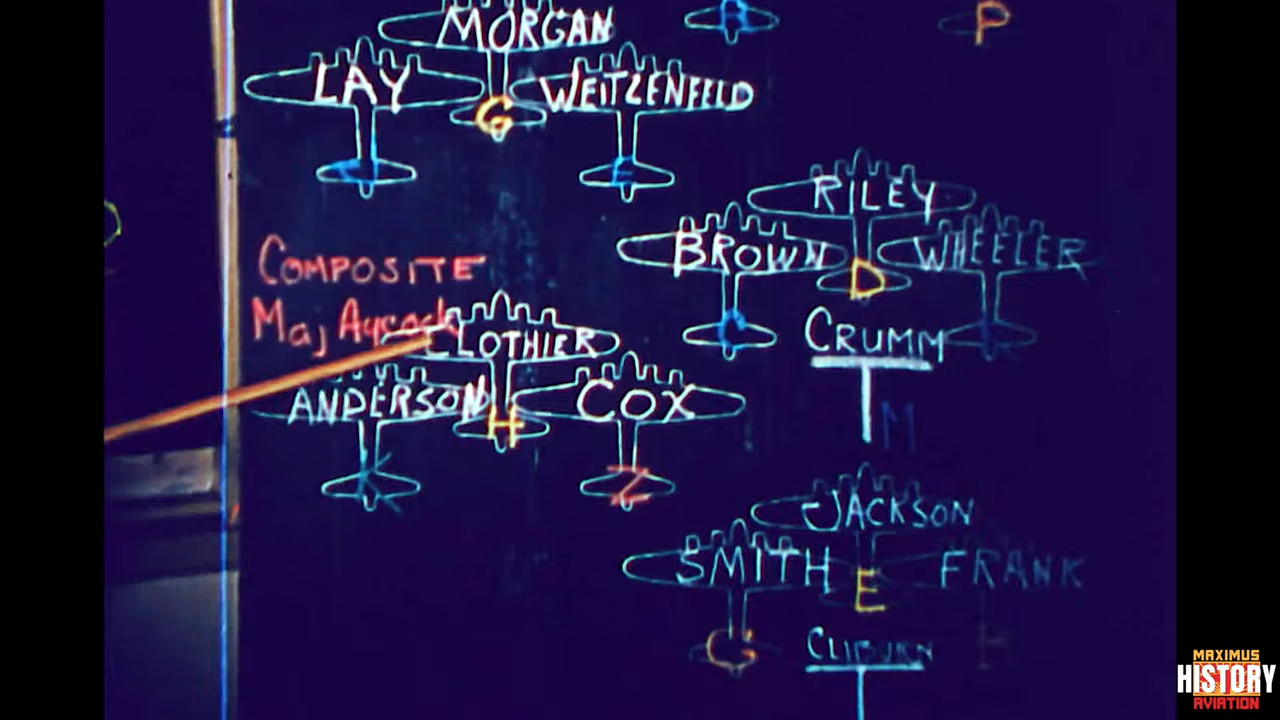 MORGAN
B
P
LAY
WEITZENFELD
G
F
RILEY
BROWN
WHEELER
D
COMPOSITE
Maj Aycock
CLOTHIER
CRUMM
ANDERSON
COX
H
M
K
Z
JACKSON
SMITH
FRANK
E
G
CLIBURN
MAXIMUS
HISTORY
AVIATION